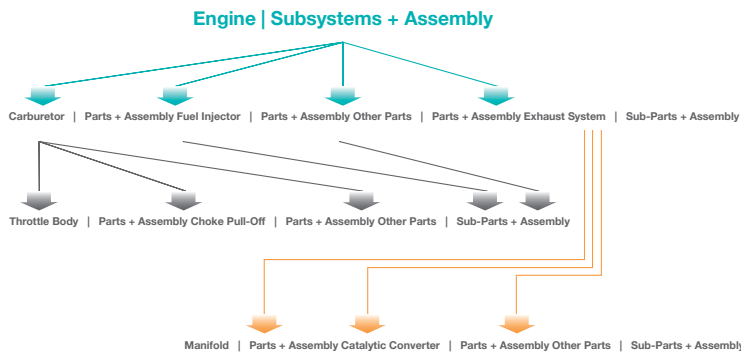 Engine | Subsystems + Assembly
Carburetor | Parts + Assembly Fuel Injector | Parts + Assembly Other Parts | Parts + Assembly Exhaust System | Sub-Parts + Assembly
Throttle Body | Parts + Assembly Choke Pull-Off | Parts + Assembly Other Parts | Sub-Parts + Assembly
Manifold | Parts + Assembly Catalytic Converter | Parts + Assembly Other Parts | Sub-Parts + Assembly